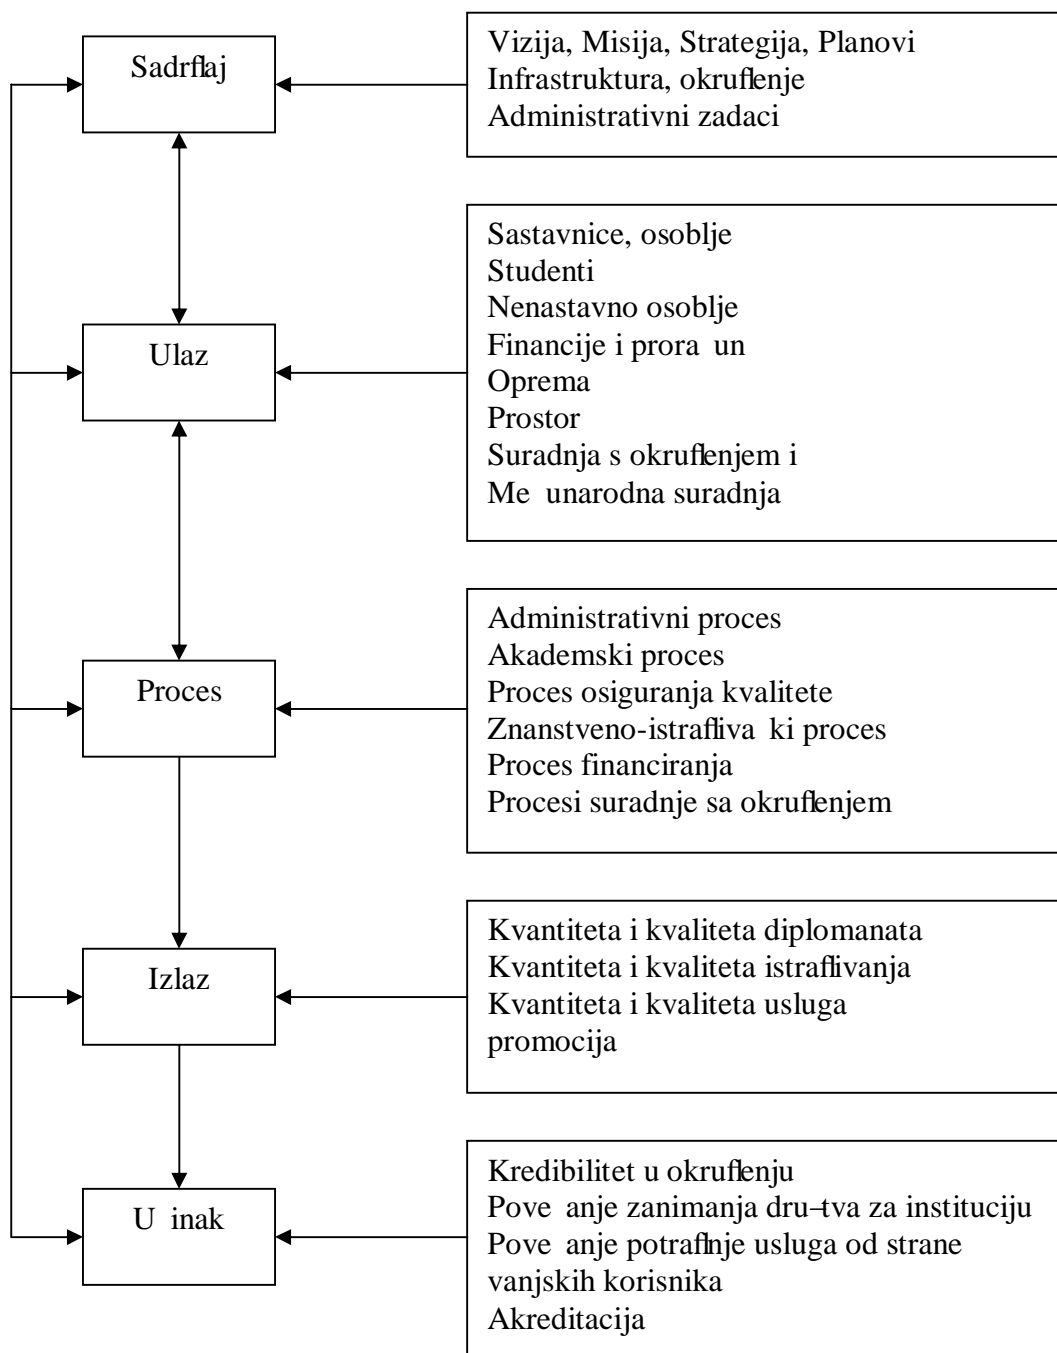 Sadrflaj
Vizija, Misija, Strategija, Planovi
Infrastruktura, okruflenje
Administrativni zadaci
Ulaz
Sastavnice, osoblje
Studenti
Nenastavno osoblje
Financije i prora un
Oprema
Prostor
Suradnja s okruflenjem i
Me unarodna suradnja
Proces
Administrativni proces
Akademski proces
Proces osiguranja kvalitete
Znanstveno-istrafliva ki proces
Proces financiranja
Procesi suradnje sa okruflenjem
Izlaz
Kvantiteta i kvaliteta diplomanata
Kvantiteta i kvaliteta istraflivanja
Kvantiteta i kvaliteta usluga
promocija
U inak
Kredibilitet u okruflenju
Pove anje zanimanja dru–tva za instituciju
Pove anje potraflnje usluga od strane
vanjskih korisnika
Akreditacija